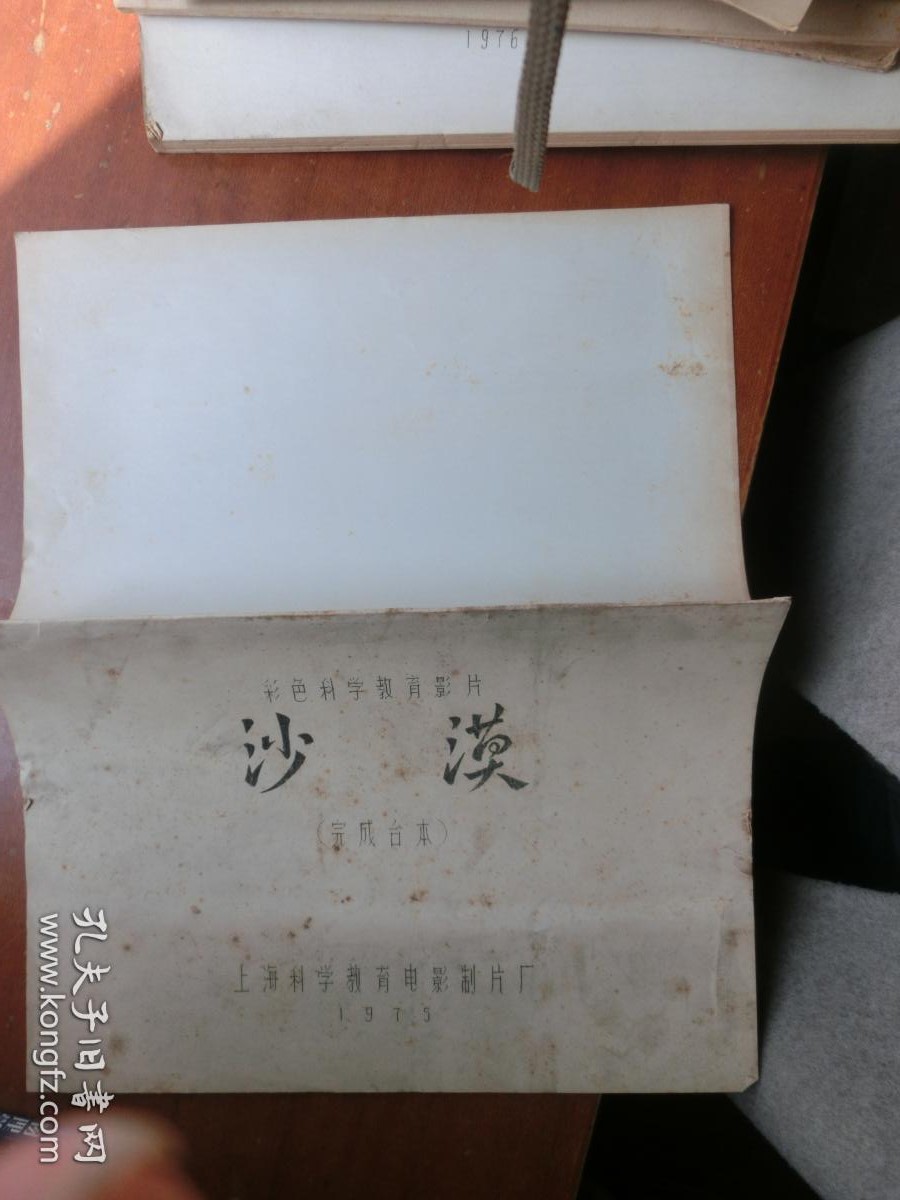 1976
彩色科学教育影片
沙漠
(完成台本)
上海科学教育电影制片厂
1975
孔夫子旧书网
www.kongfz.com